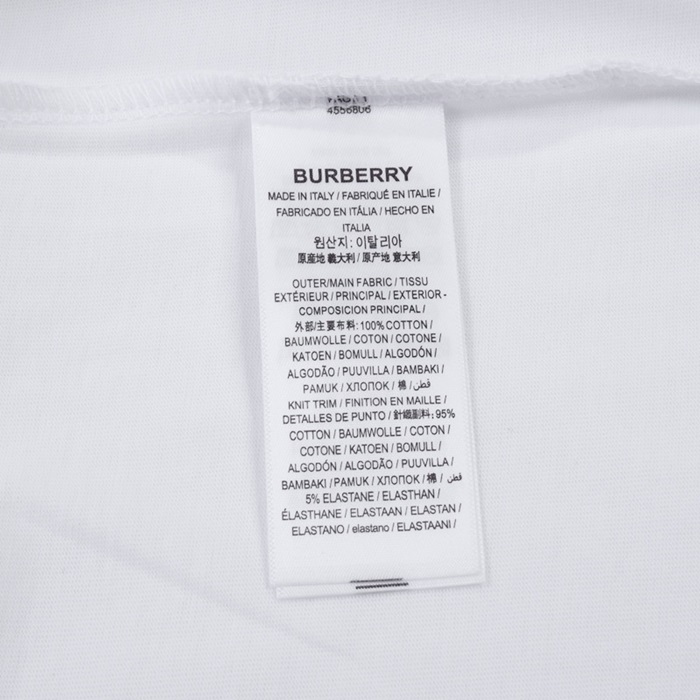 4556806
BURBERRY
MADE IN ITALY / FABRIQUÉ EN ITALIE /
FABRICADO EN ITÁLIA / HECHO EN
ITALIA
원산지: 이탈리아
原産地 義大利 / 原产地 意大利
OUTER/MAIN FABRIC / TISSU
EXTÉRIEUR / PRINCIPAL / EXTERIOR -
COMPOSICION PRINCIPAL /
外部/主要布料: 100% COTTON /
BAUMWOLLE / COTON / COTONE /
KATOEN / BOMULL / ALGODÓN /
ALGODÃO / PUUVILLA / BAMBAKI /
PAMUK / ХЛОПОК / 棉 / قطن /
KNIT TRIM / FINITION EN MAILLE /
DETALLES DE PUNTO / 針織副料: 95%
COTTON / BAUMWOLLE / COTON /
COTONE / KATOEN / BOMULL /
ALGODÓN / ALGODÃO / PUUVILLA /
BAMBAKI / PAMUK / ХЛОПОК / 棉 / قطن
5% ELASTANE / ELASTHAN /
ÉLASTHANE / ELASTAAN / ELASTAN /
ELASTANO / elastano / ELASTAANI /